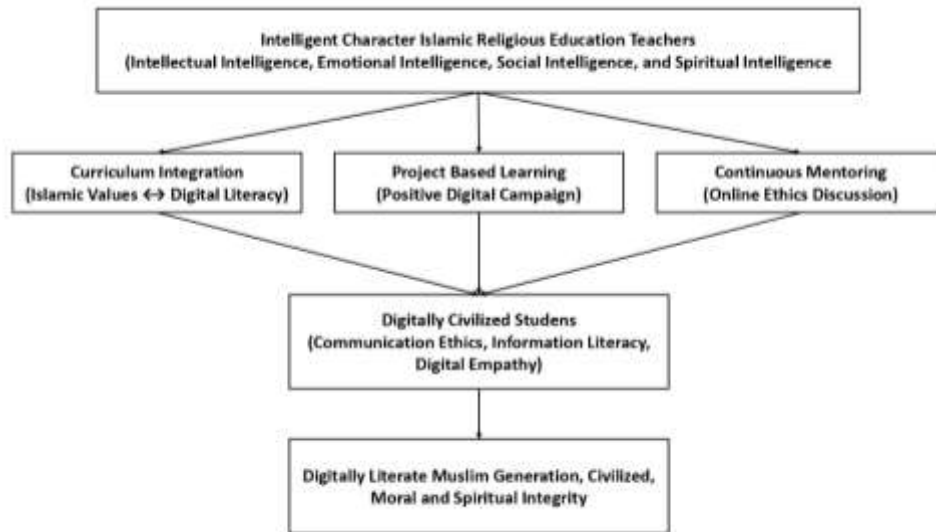 Intelligent Character Islamic Religious Education Teachers
(Intellectual Intelligence, Emotional Intelligence, Social Intelligence, and Spiritual Intelligence
Curriculum Integration
(Islamic Values ↔ Digital Literacy)
Project Based Learning
(Positive Digital Campaign)
Continuous Mentoring
(Online Ethics Discussion)
Digitally Civilized Studens
(Communication Ethics, Information Literacy,
Digital Empathy)
Digitally Literate Muslim Generation, Civilized,
Moral and Spiritual Integrity